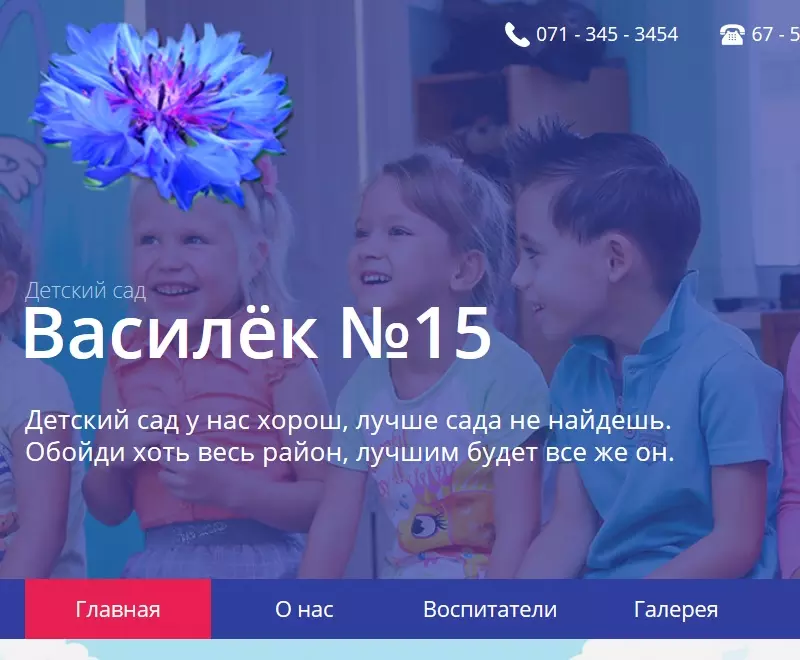 071 - 345 - 3454
67 - 5
Детский сад
Василёк №15
Детский сад у нас хорош, лучше сада не найдешь.
Обойди хоть весь район, лучшим будет все же он.
Главная
О нас
Воспитатели
Галерея